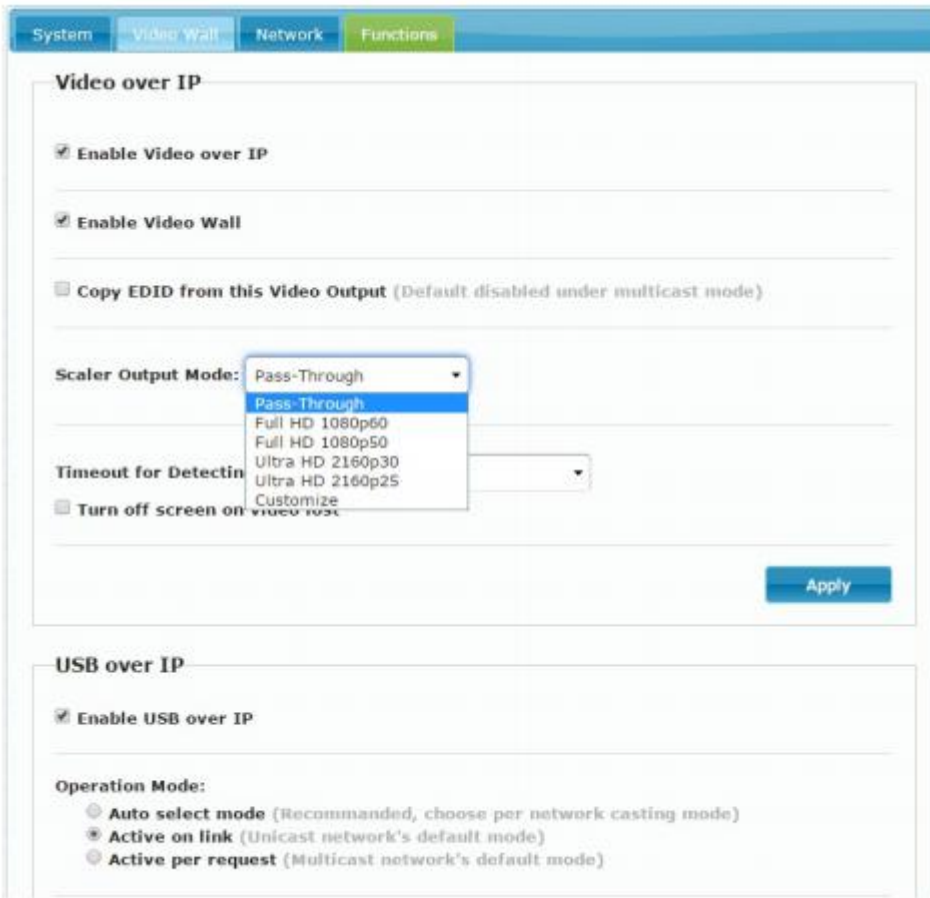 System Video Wall Network Functions
Video over IP
Enable Video over IP
Enable Video Wall
Copy EDID from this Video Output (Default disabled under multicast mode)
Scaler Output Mode: Pass-Through
Pass-Through
Full HD 1080p60
Full HD 1080p50
Ultra HD 2160p30
Ultra HD 2160p25
Customize
Timeout for Detecting
Turn off screen on video lost
Apply
USB over IP
Enable USB over IP
Operation Mode:
Auto select mode (Recommanded, choose per network casting mode)
Active on link (Unicast network's default mode)
Active per request (Multicast network's default mode)